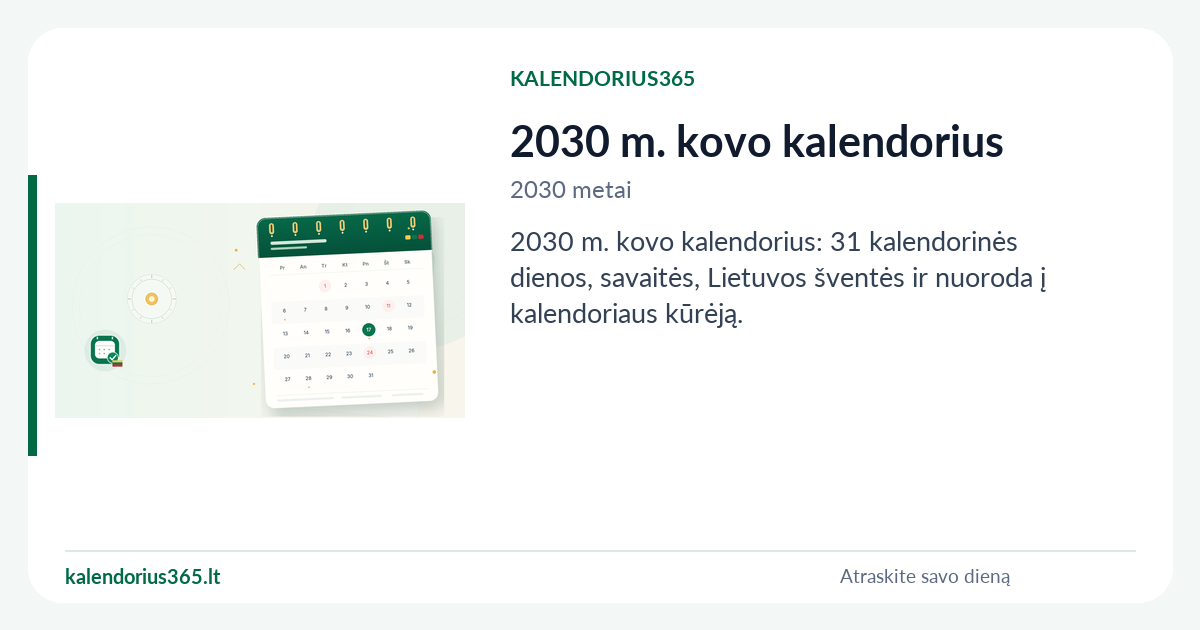 KALENDORIUS365
2030 m. kovo kalendorius
2030 metai
2030 m. kovo kalendorius: 31 kalendorinės
dienos, savaitės, Lietuvos šventės ir nuoroda į
kalendoriaus kūrėją.
Pr An Tr Kt Pn Št Sk
1 2 3 4 5
6 7 8 9 10 11 12
13 14 15 16 17 18 19
20 21 22 23 24 25 26
27 28 29 30 31
kalendorius365.lt
Atraskite savo dieną